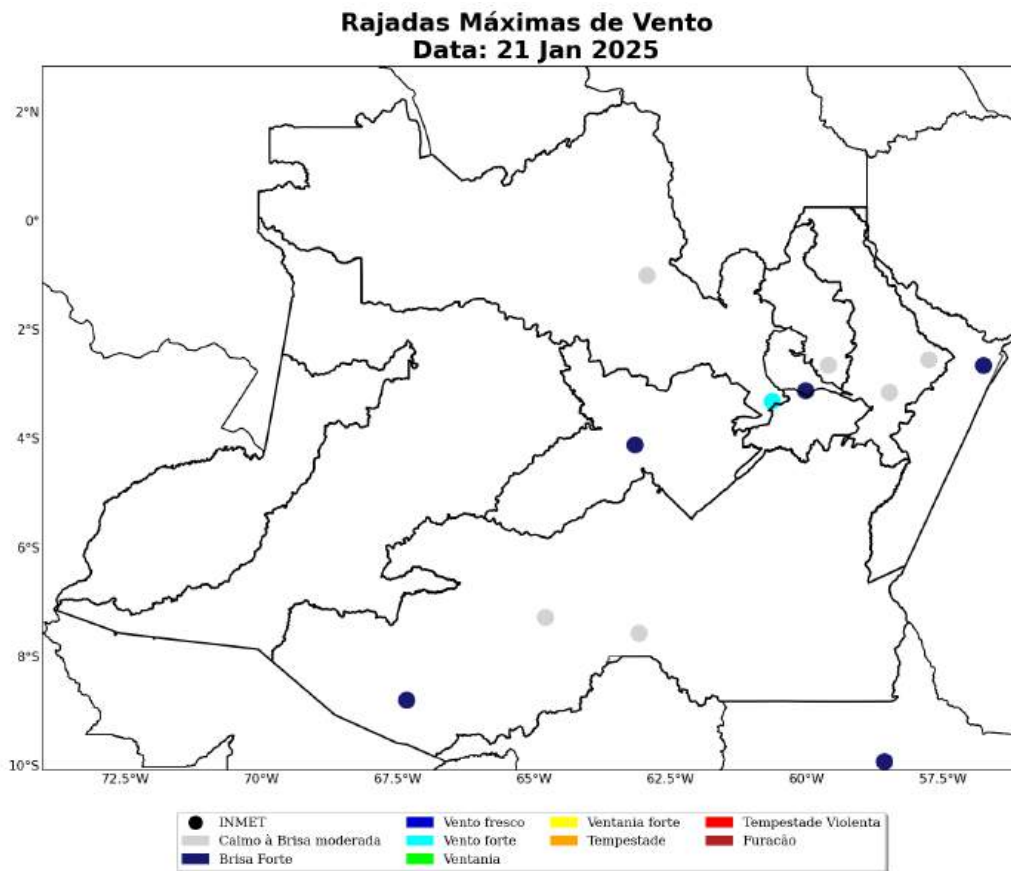 Rajadas Máximas de Vento
Data: 21 Jan 2025
2°N
0°
2°S
4°S
6°S
8°S
10°S
72.5°W 70°W 67.5°W 65°W 62.5°W 60°W 57.5°W
INMET Vento fresco Ventania forte Tempestade Violenta
Calmo à Brisa moderada Vento forte Tempestade Furacão
Brisa Forte Ventania